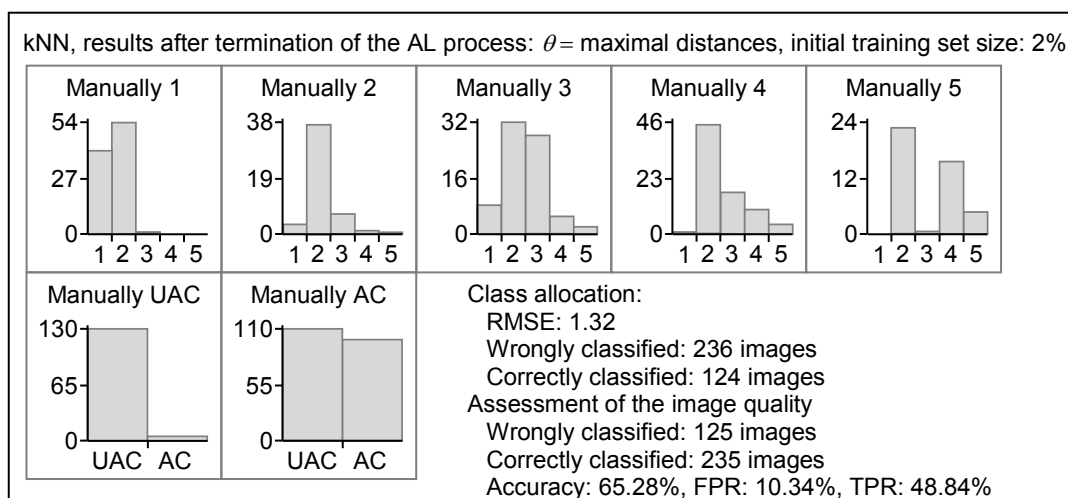 kNN, results after termination of the AL process: θ = maximal distances, initial training set size: 2%
Manually 1
54
27
0
1 2 3 4 5
Manually 2
38
19
0
1 2 3 4 5
Manually 3
32
16
0
1 2 3 4 5
Manually 4
46
23
0
1 2 3 4 5
Manually 5
24
12
0
1 2 3 4 5
Manually UAC
130
65
0
UAC AC
Manually AC
110
55
0
UAC AC
Class allocation:
RMSE: 1.32
Wrongly classified: 236 images
Correctly classified: 124 images
Assessment of the image quality
Wrongly classified: 125 images
Correctly classified: 235 images
Accuracy: 65.28%, FPR: 10.34%, TPR: 48.84%